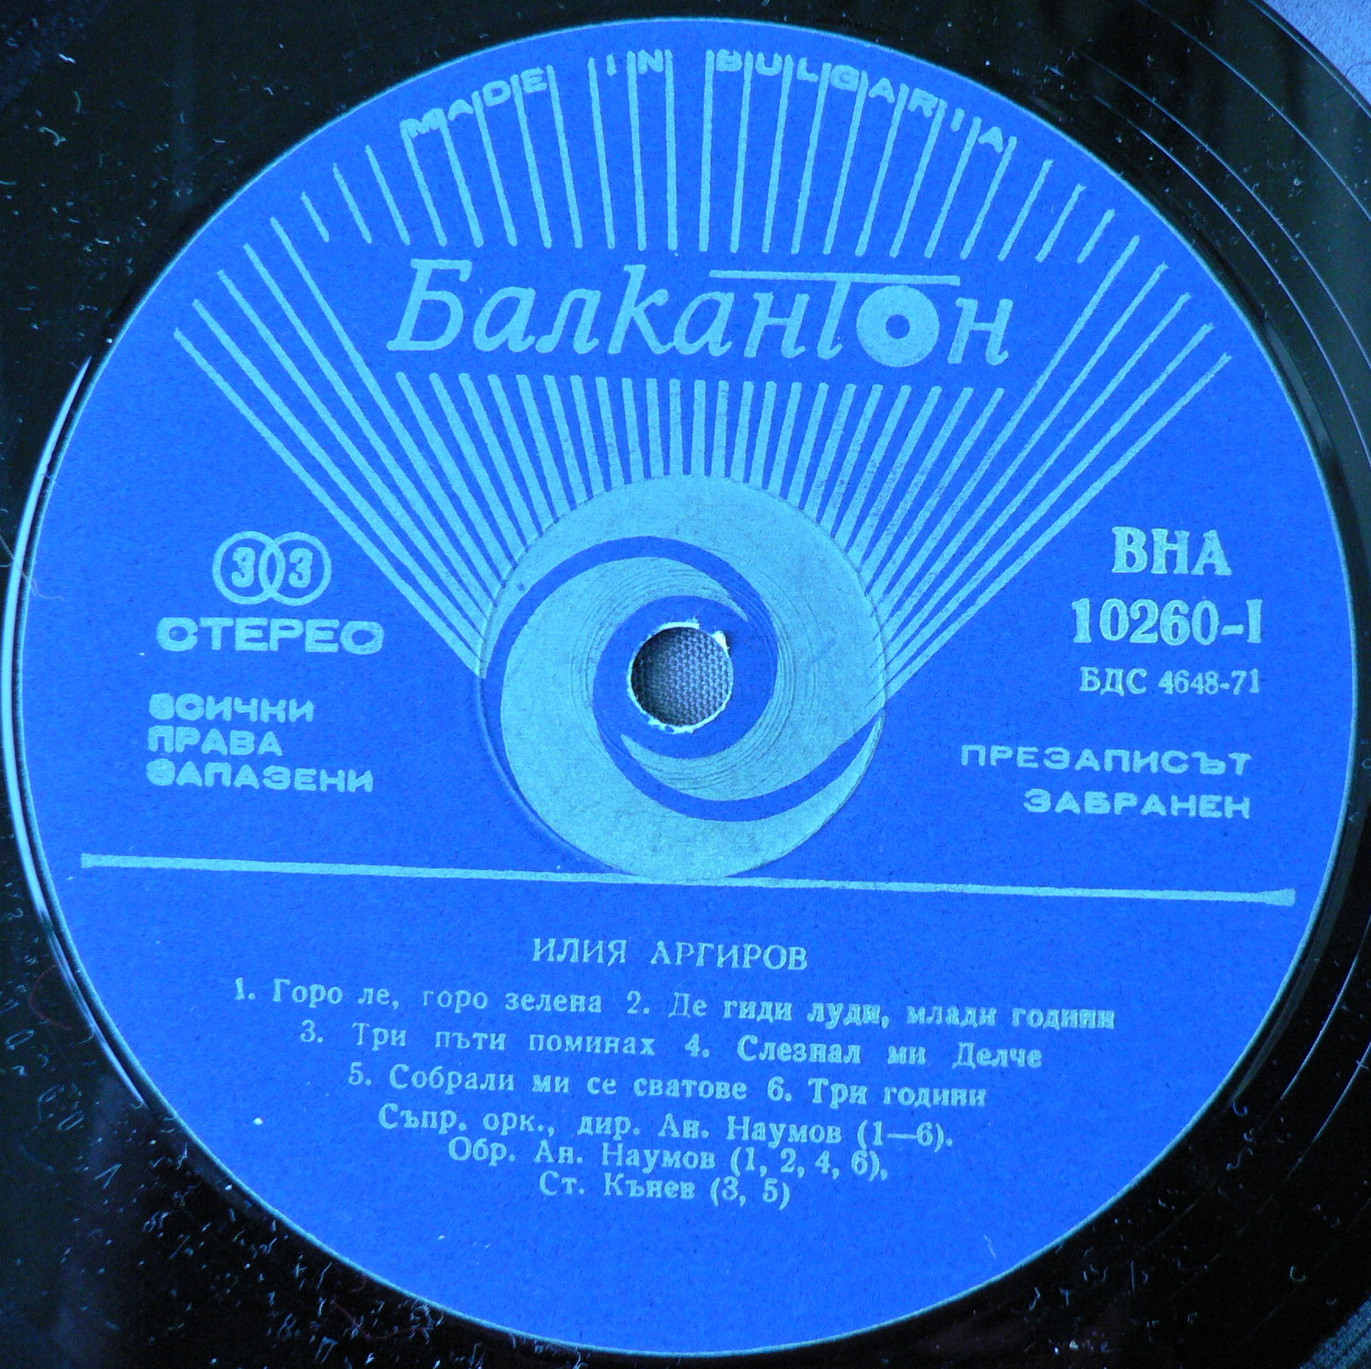 MADE IN BULGARIA
Балкантон
33
СТЕРЕО
ВСИЧКИ
ПРАВА
ЗАПАЗЕНИ
ВНА
10260-I
БДС 4648-71
ПРЕЗАПИСЪТ
ЗАБРАНЕН
ИЛИЯ АРГИРОВ
1. Горо ле, горо зелена 2. Де гиди луди, млади години
3. Три пъти поминах 4. Слезнал ми Делче
5. Собрали ми се сватове 6. Три години
Съпр. орк., дир. Ан. Наумов (1—6).
Обр. Ан. Наумов (1, 2, 4, 6),
Ст. Кънев (3, 5)